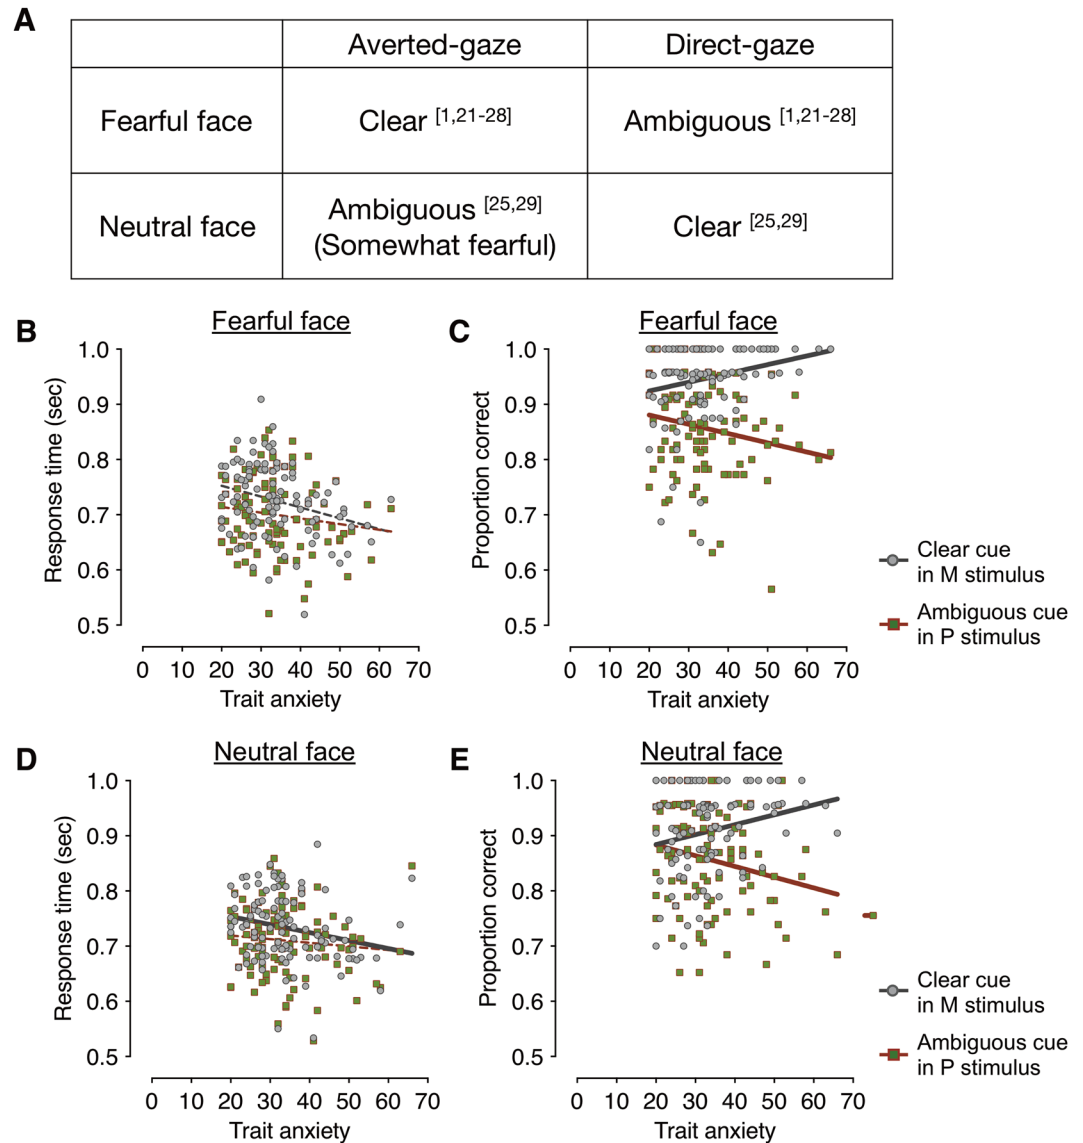 A
Averted-gaze Direct-gaze
Fearful face Clear [1,21-28] Ambiguous [1,21-28]
Neutral face Ambiguous [25,29] (Somewhat fearful) Clear [25,29]
B
Fearful face
Response time (sec)
1.0
0.9
0.8
0.7
0.6
0.5
0 10 20 30 40 50 60 70
Trait anxiety
C
Fearful face
Proportion correct
1.0
0.9
0.8
0.7
0.6
0.5
0 10 20 30 40 50 60 70
Trait anxiety
Clear cue
in M stimulus
Ambiguous cue
in P stimulus
D
Neutral face
Response time (sec)
1.0
0.9
0.8
0.7
0.6
0.5
0 10 20 30 40 50 60 70
Trait anxiety
E
Neutral face
Proportion correct
1.0
0.9
0.8
0.7
0.6
0.5
0 10 20 30 40 50 60 70
Trait anxiety
Clear cue
in M stimulus
Ambiguous cue
in P stimulus